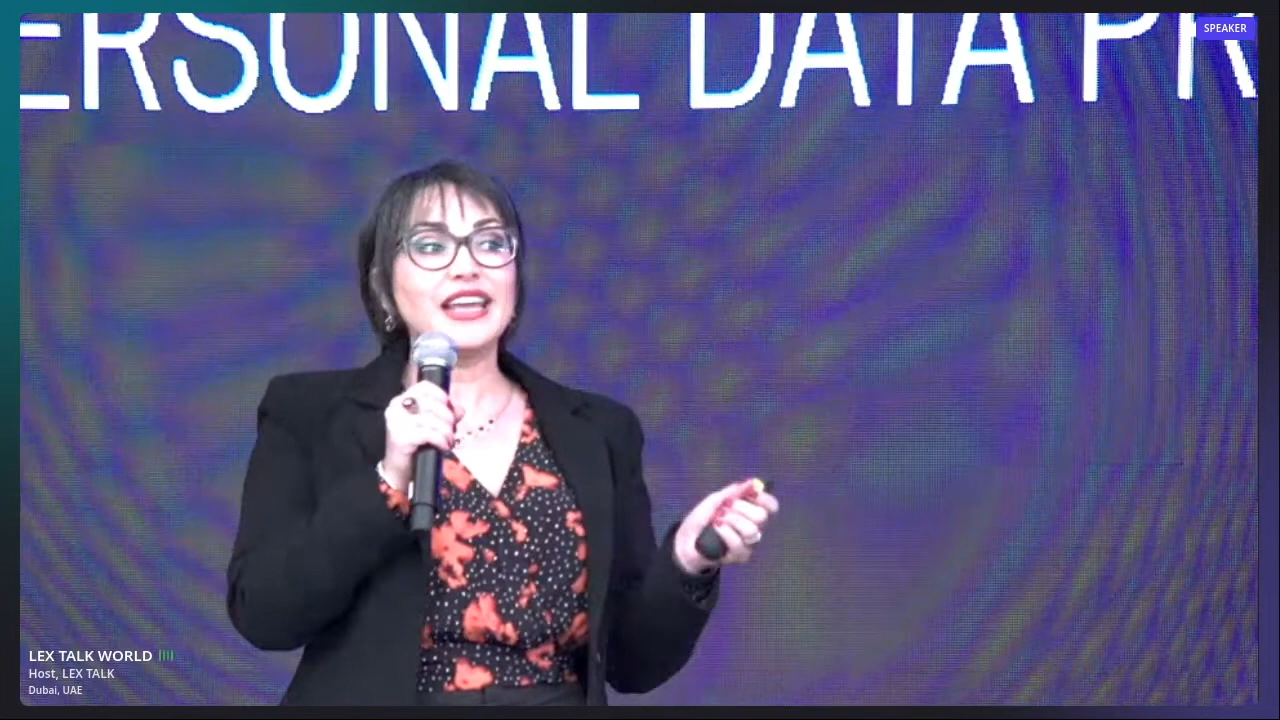 ERSONAL DATA PR
SPEAKER
LEX TALK WORLD
Host, LEX TALK
Dubai, UAE